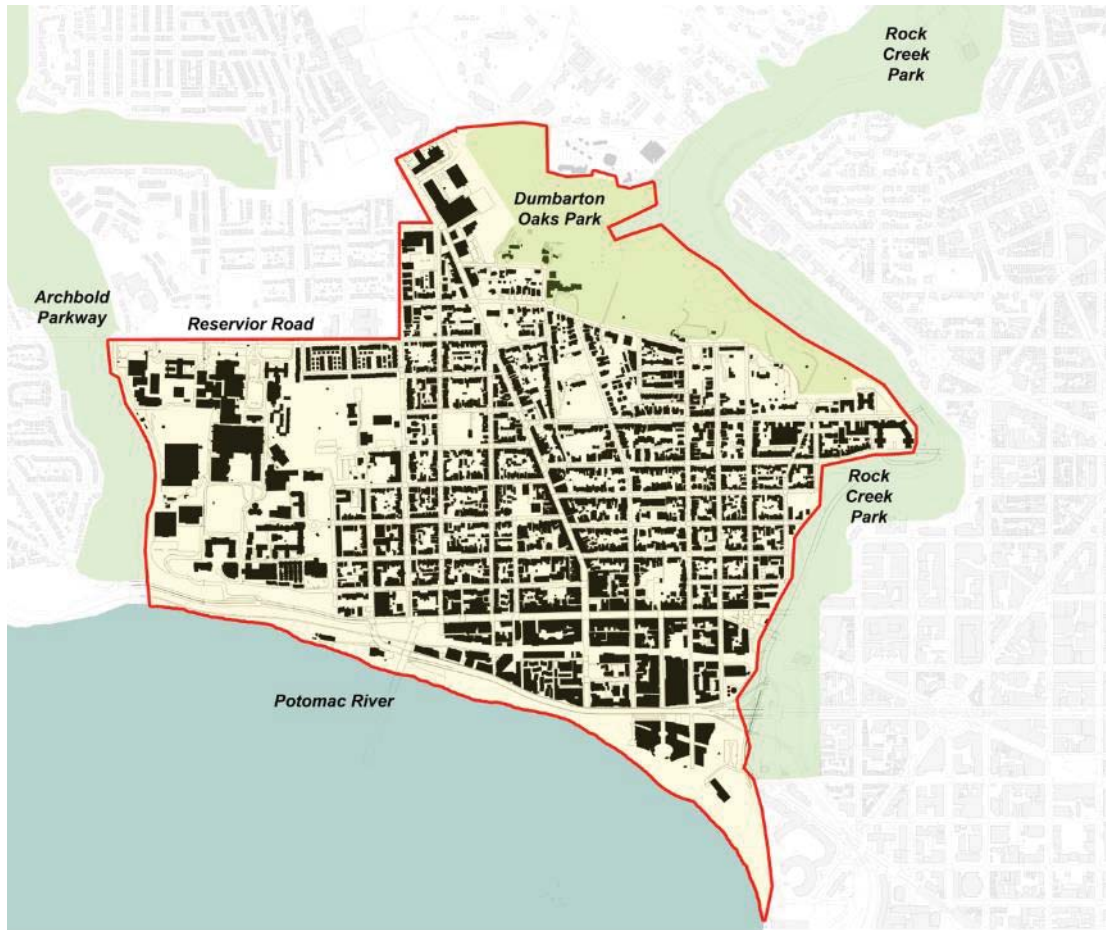 Rock
Creek
Park
Dumbarton
Oaks Park
Archbold
Parkway
Reservior Road
Rock
Creek
Park
Potomac River